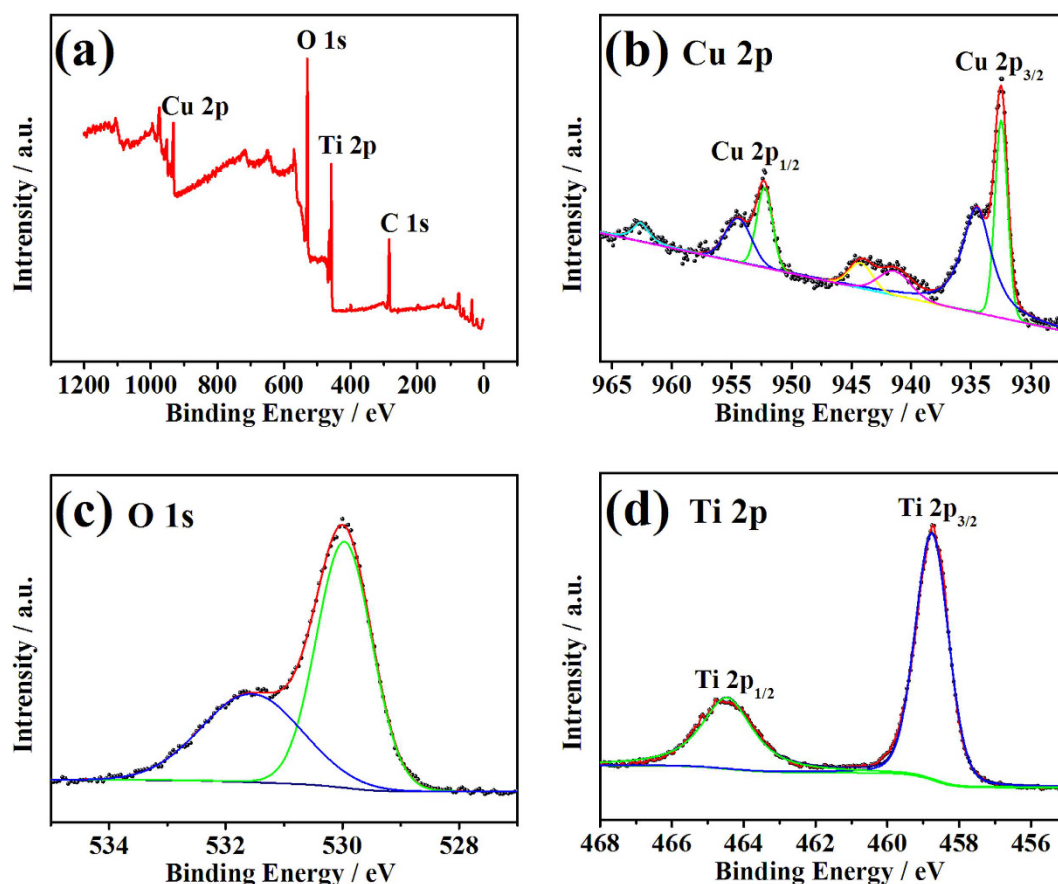 (a)
O 1s
Cu 2p
Ti 2p
C 1s
Intrensity / a.u.
1200 1000 800 600 400 200 0
Binding Energy / eV
(b) Cu 2p
Cu 2p3/2
Cu 2p1/2
Intrensity / a.u.
965 960 955 950 945 940 935 930
Binding Energy / eV
(c) O 1s
Intrensity / a.u.
534 532 530 528
Binding Energy / eV
(d) Ti 2p
Ti 2p3/2
Ti 2p1/2
Intrensity / a.u.
468 466 464 462 460 458 456
Binding Energy / eV